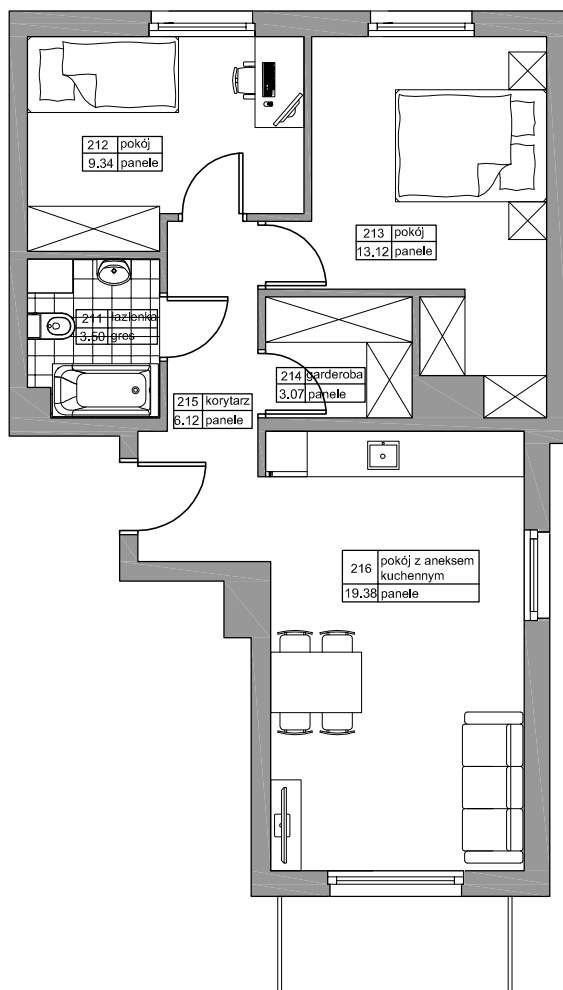 212 pokój
9.34 panele
213 pokój
13.12 panele
211 łazienka
3.50 gres
214 garderoba
3.07 panele
215 korytarz
6.12 panele
216 pokój z aneksem
kuchennym
19.38 panele